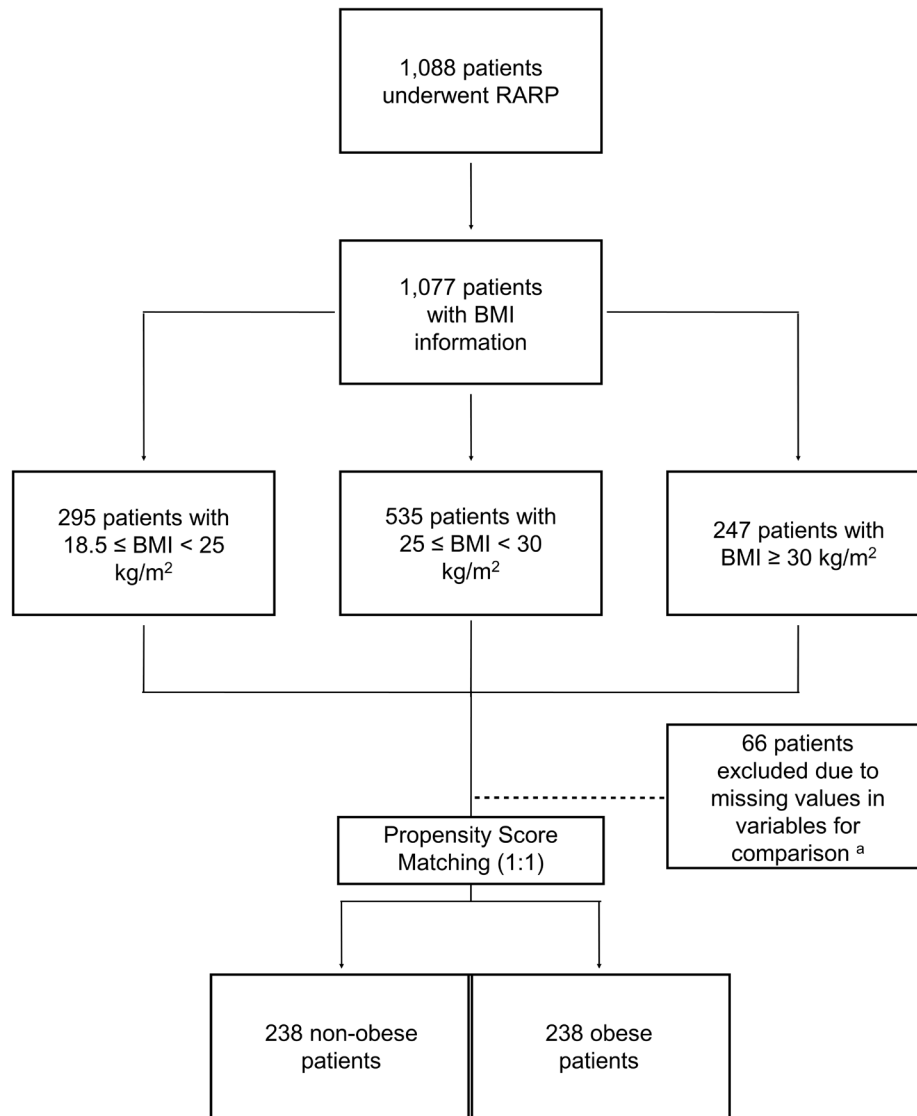 1,088 patients
underwent RARP
1,077 patients
with BMI
information
295 patients with
18.5 ≤ BMI < 25
kg/m²
535 patients with
25 ≤ BMI < 30
kg/m²
247 patients with
BMI ≥ 30 kg/m²
66 patients
excluded due to
missing values in
variables for
comparison ᵃ
Propensity Score
Matching (1:1)
238 non-obese
patients
238 obese
patients